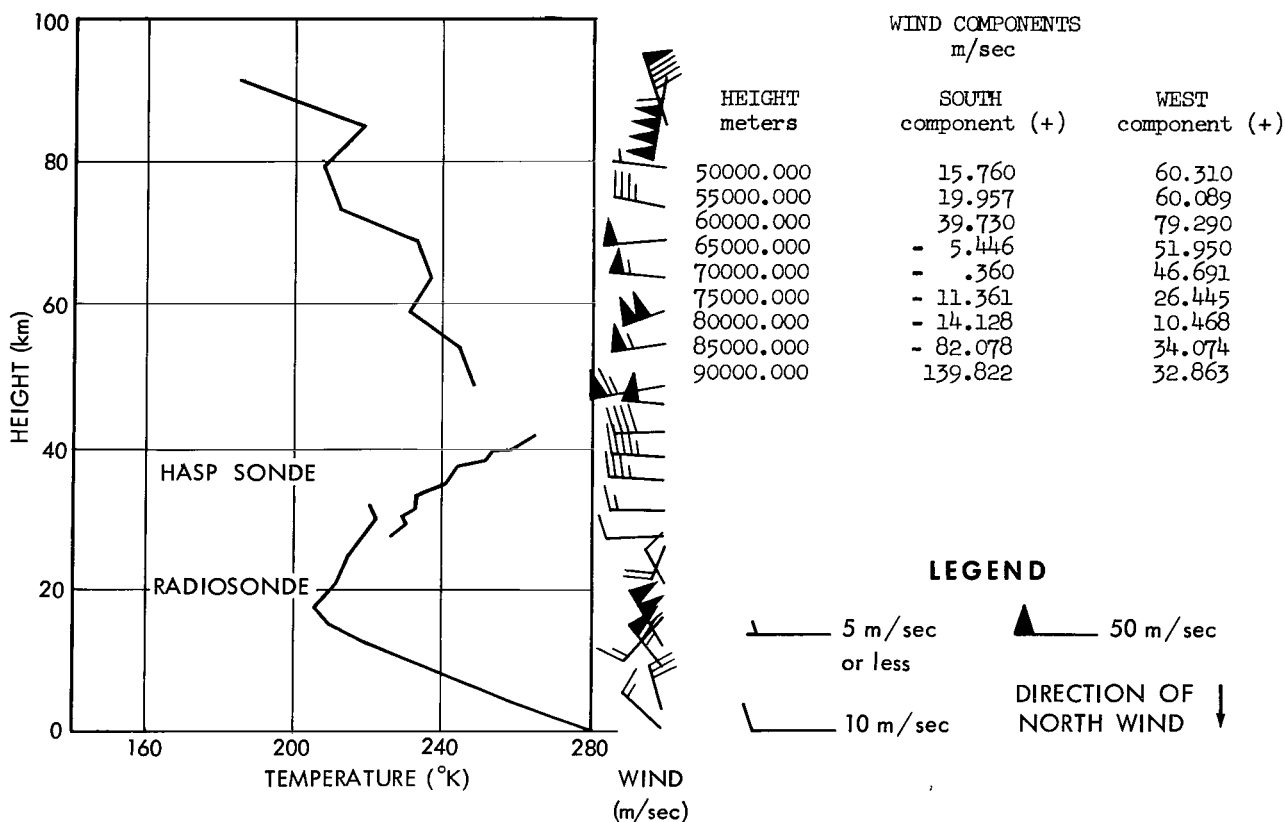 100
80
60
40
20
0
HEIGHT (km)
HASP SONDE
RADIOSONDE
160 200 240 280
TEMPERATURE (°K)
WIND
(m/sec)
WIND COMPONENTS
m/sec
HEIGHT SOUTH WEST
meters component (+) component (+)
50000.000 15.760 60.310
55000.000 19.957 60.089
60000.000 39.730 79.290
65000.000 - 5.446 51.950
70000.000 - .360 46.691
75000.000 - 11.361 26.445
80000.000 - 14.128 10.468
85000.000 - 82.078 34.074
90000.000 139.822 32.863
LEGEND
5 m/sec
or less
50 m/sec
10 m/sec
DIRECTION OF
NORTH WIND